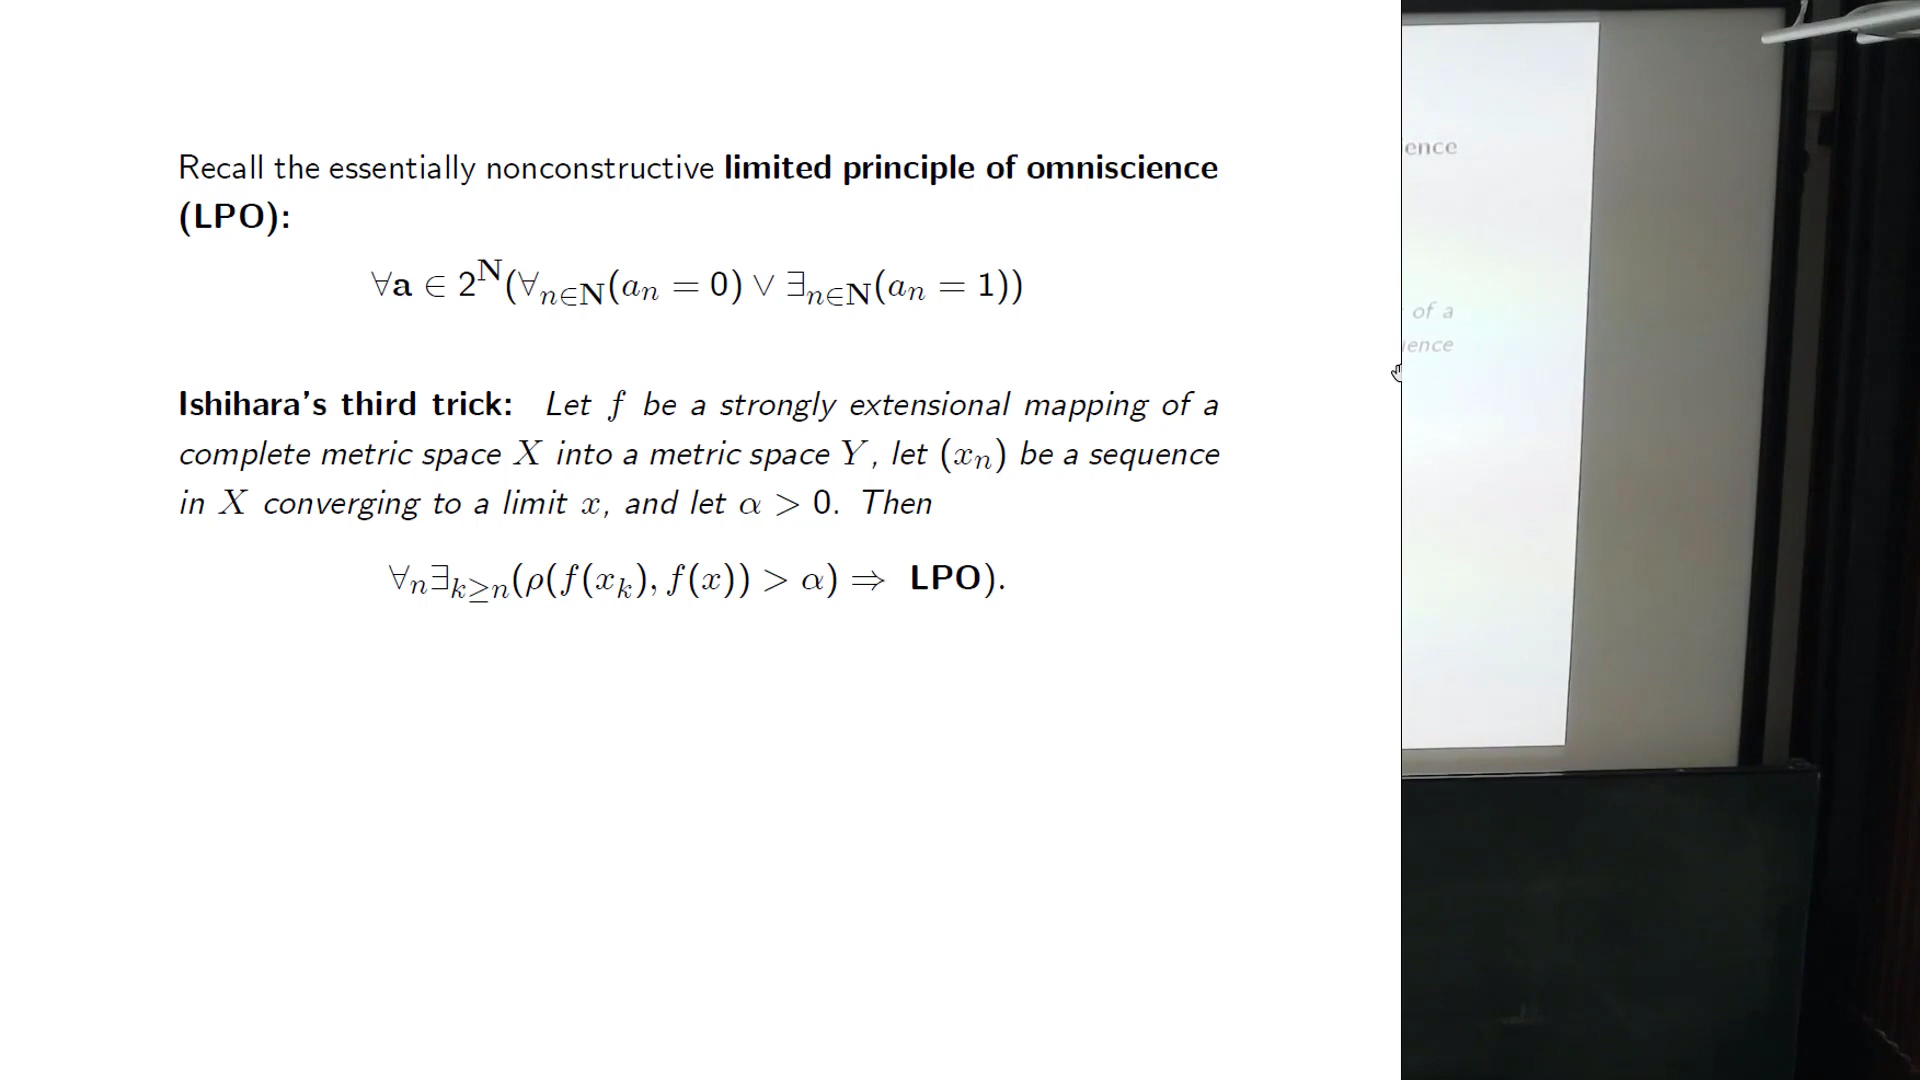 Recall the essentially nonconstructive limited principle of omniscience
(LPO):
∀a ∈ 2^N(∀_{n∈N}(a_n = 0) ∨ ∃_{n∈N}(a_n = 1))
Ishihara's third trick: Let f be a strongly extensional mapping of a
complete metric space X into a metric space Y, let (x_n) be a sequence
in X converging to a limit x, and let α > 0. Then
∀_n∃_{k≥n}(ρ(f(x_k), f(x)) > α) ⇒ LPO).
ence
of a
ience